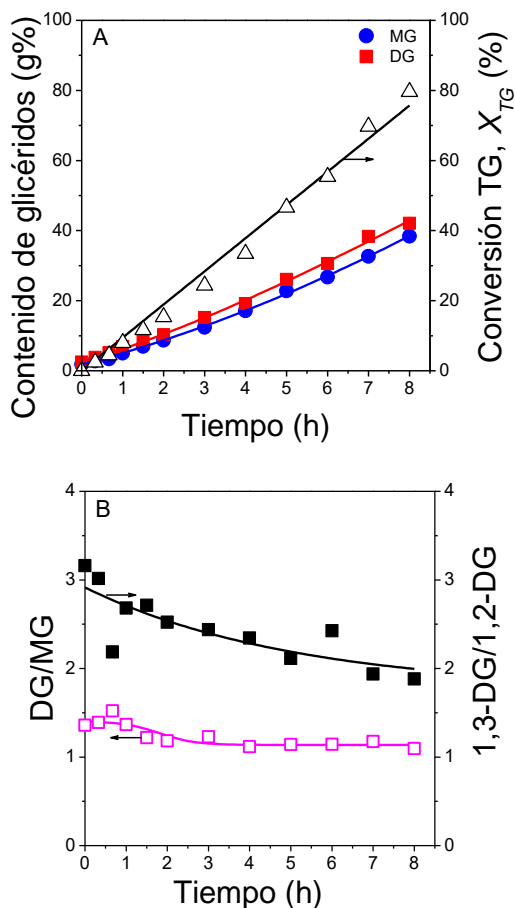 A
MG
DG
Contenido de glicéridos (g%)
100
80
60
40
20
0
100
80
60
40
20
0
Conversión TG, X_TG (%)
0 1 2 3 4 5 6 7 8
Tiempo (h)
B
DG/MG
4
3
2
1
0
4
3
2
1
0
1,3-DG/1,2-DG
0 1 2 3 4 5 6 7 8
Tiempo (h)